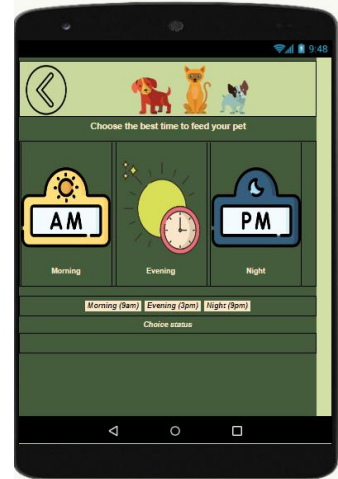 9:48
Choose the best time to feed your pet
AM
PM
Morning Evening Night
Morning (9am) Evening (3pm) Night (9pm)
Choice status